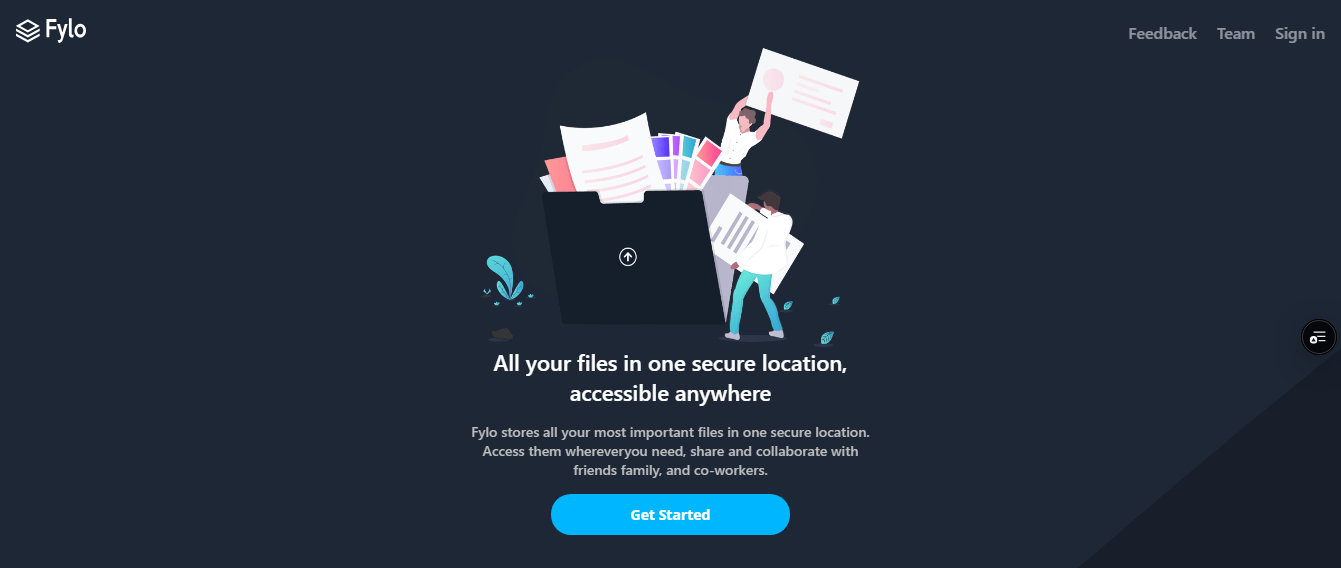 Fylo
Feedback Team Sign in
All your files in one secure location,
accessible anywhere
Fylo stores all your most important files in one secure location.
Access them whereveryou need, share and collaborate with
friends family, and co-workers.
Get Started